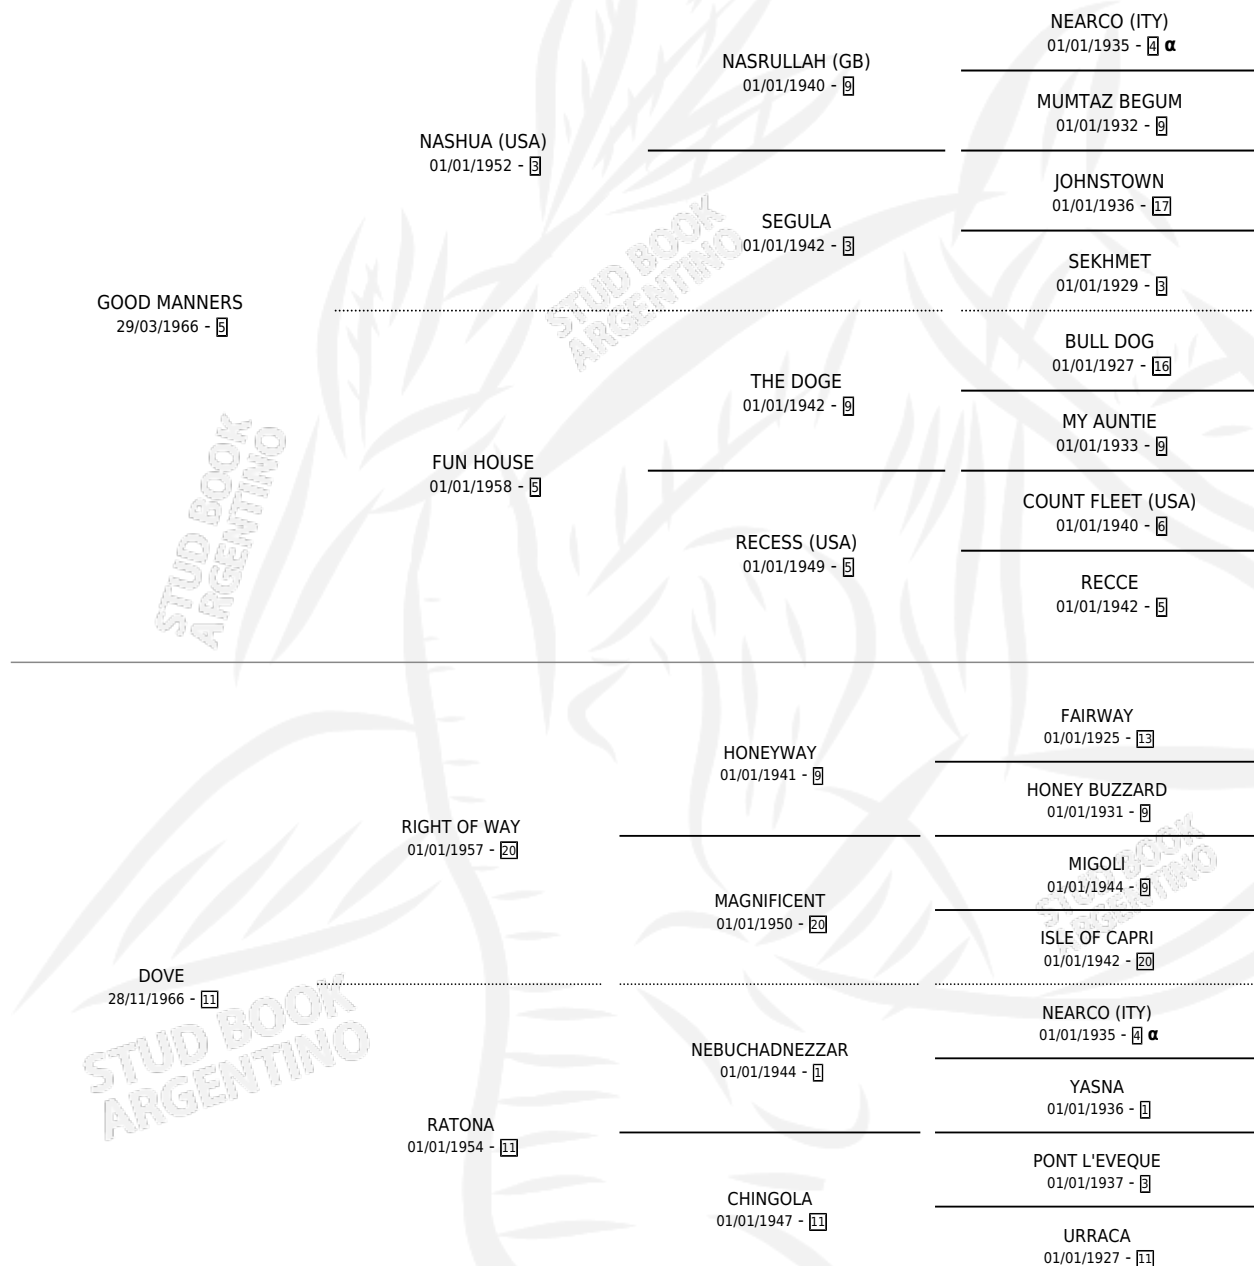 NEARCO (ITY)
01/01/1935 - 4 α
NASRULLAH (GB)
01/01/1940 - 9
MUMTAZ BEGUM
01/01/1932 - 9
NASHUA (USA)
01/01/1952 - 3
JOHNSTOWN
01/01/1936 - 17
SEGULA
01/01/1942 - 3
SEKHMET
01/01/1929 - 3
GOOD MANNERS
29/03/1966 - 5
BULL DOG
01/01/1927 - 16
THE DOGE
01/01/1942 - 9
MY AUNTIE
01/01/1933 - 9
FUN HOUSE
01/01/1958 - 5
COUNT FLEET (USA)
01/01/1940 - 6
RECESS (USA)
01/01/1949 - 5
RECCE
01/01/1942 - 5
FAIRWAY
01/01/1925 - 13
HONEYWAY
01/01/1941 - 9
HONEY BUZZARD
01/01/1931 - 9
RIGHT OF WAY
01/01/1957 - 20
MIGOLI
01/01/1944 - 9
MAGNIFICENT
01/01/1950 - 20
ISLE OF CAPRI
01/01/1942 - 20
DOVE
28/11/1966 - 11
NEARCO (ITY)
01/01/1935 - 4 α
NEBUCHADNEZZAR
01/01/1944 - 1
YASNA
01/01/1936 - 1
RATONA
01/01/1954 - 11
PONT L'EVEQUE
01/01/1937 - 3
CHINGOLA
01/01/1947 - 11
URRACA
01/01/1927 - 11
STUD BOOK
ARGENTINO
STUD BOOK
ARGENTINO
STUD BOOK
ARGENTINO
STUD BOOK
ARGENTINO